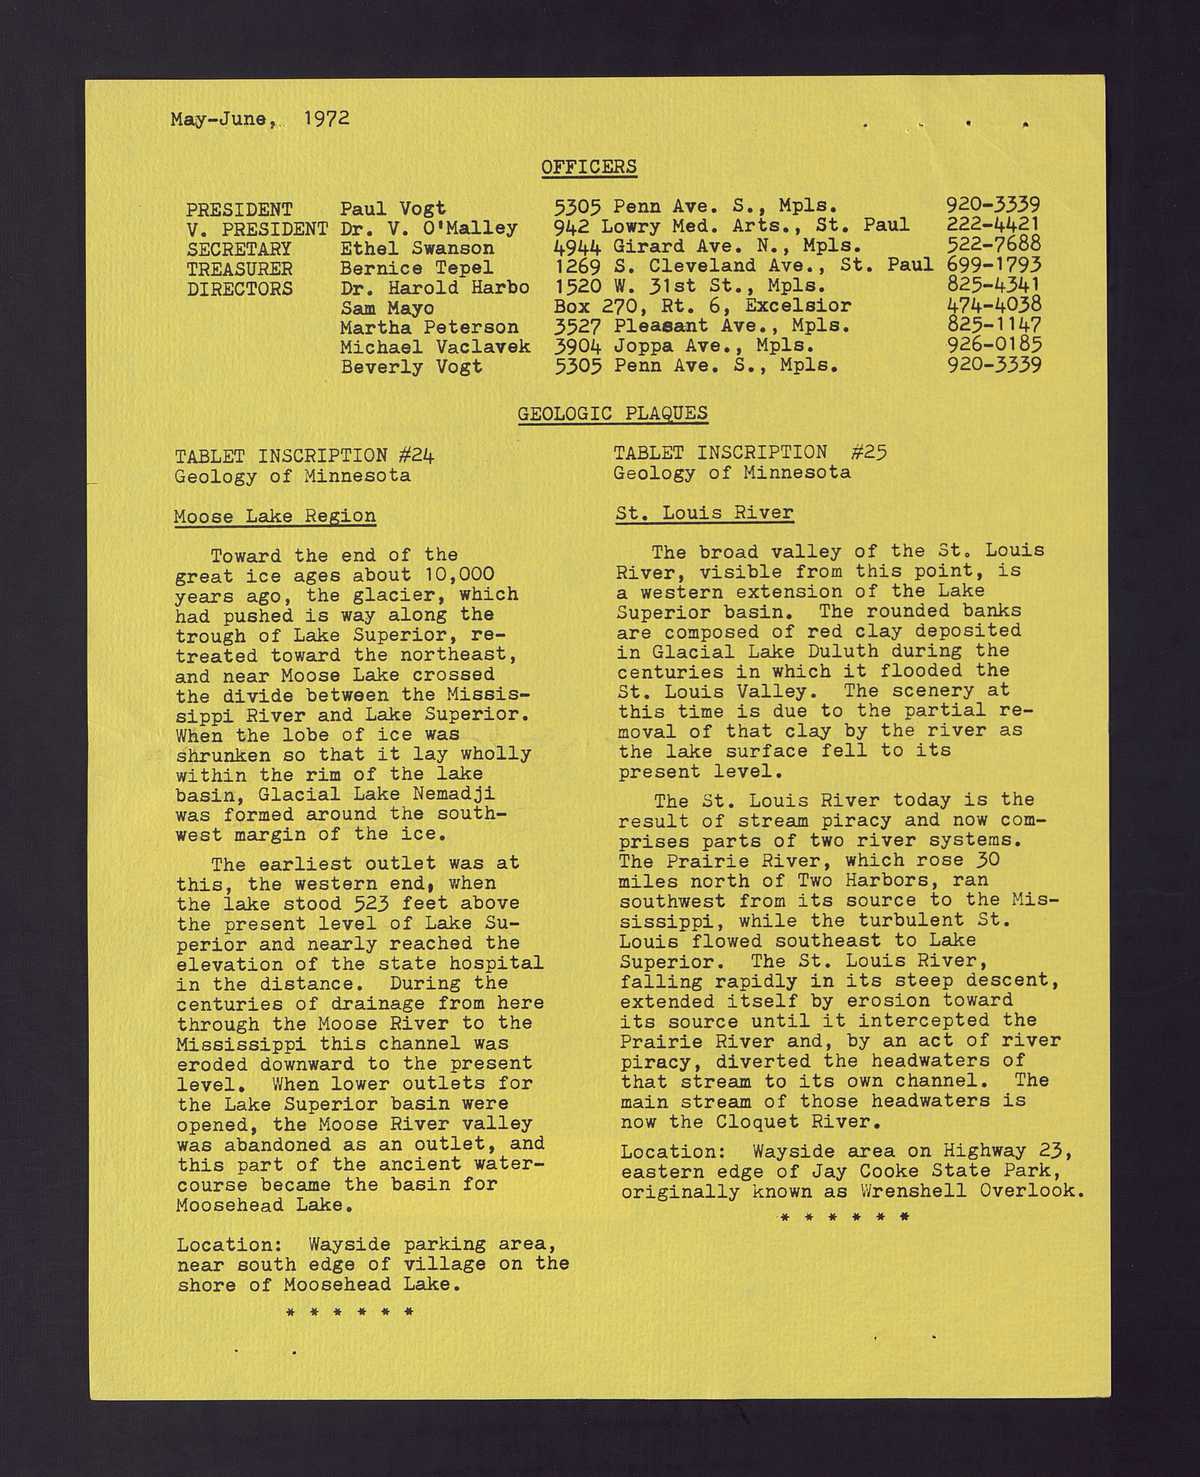 May-June, 1972
OFFICERS
PRESIDENT Paul Vogt 5305 Penn Ave. S., Mpls. 920-3339
V. PRESIDENT Dr. V. O'Malley 942 Lowry Med. Arts., St. Paul 222-4421
SECRETARY Ethel Swanson 4944 Girard Ave. N., Mpls. 522-7688
TREASURER Bernice Tepel 1269 S. Cleveland Ave., St. Paul 699-1793
DIRECTORS Dr. Harold Harbo 1520 W. 31st St., Mpls. 825-4341
Sam Mayo Box 270, Rt. 6, Excelsior 474-4038
Martha Peterson 3527 Pleasant Ave., Mpls. 825-1147
Michael Vaclavek 3904 Joppa Ave., Mpls. 926-0185
Beverly Vogt 5305 Penn Ave. S., Mpls. 920-3339
GEOLOGIC PLAQUES
TABLET INSCRIPTION #24
Geology of Minnesota
Moose Lake Region
Toward the end of the
great ice ages about 10,000
years ago, the glacier, which
had pushed is way along the
trough of Lake Superior, re-
treated toward the northeast,
and near Moose Lake crossed
the divide between the Missis-
sippi River and Lake Superior.
When the lobe of ice was
shrunken so that it lay wholly
within the rim of the lake
basin, Glacial Lake Nemadji
was formed around the south-
west margin of the ice.
The earliest outlet was at
this, the western end, when
the lake stood 523 feet above
the present level of Lake Su-
perior and nearly reached the
elevation of the state hospital
in the distance. During the
centuries of drainage from here
through the Moose River to the
Mississippi this channel was
eroded downward to the present
level. When lower outlets for
the Lake Superior basin were
opened, the Moose River valley
was abandoned as an outlet, and
this part of the ancient water-
course became the basin for
Moosehead Lake.
Location: Wayside parking area,
near south edge of village on the
shore of Moosehead Lake.
* * * * * *
TABLET INSCRIPTION #25
Geology of Minnesota
St. Louis River
The broad valley of the St. Louis
River, visible from this point, is
a western extension of the Lake
Superior basin. The rounded banks
are composed of red clay deposited
in Glacial Lake Duluth during the
centuries in which it flooded the
St. Louis Valley. The scenery at
this time is due to the partial re-
moval of that clay by the river as
the lake surface fell to its
present level.
The St. Louis River today is the
result of stream piracy and now com-
prises parts of two river systems.
The Prairie River, which rose 30
miles north of Two Harbors, ran
southwest from its source to the Mis-
sissippi, while the turbulent St.
Louis flowed southeast to Lake
Superior. The St. Louis River,
falling rapidly in its steep descent,
extended itself by erosion toward
its source until it intercepted the
Prairie River and, by an act of river
piracy, diverted the headwaters of
that stream to its own channel. The
main stream of those headwaters is
now the Cloquet River.
Location: Wayside area on Highway 23,
eastern edge of Jay Cooke State Park,
originally known as Wrenshell Overlook.
* * * * * *